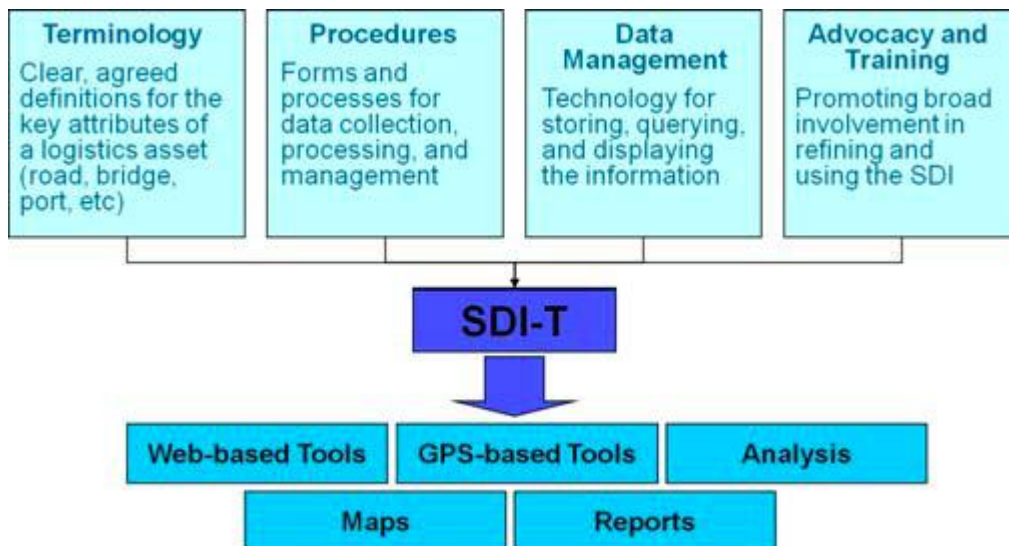 Terminology
Clear, agreed
definitions for the
key attributes of
a logistics asset
(road, bridge,
port, etc)
Procedures
Forms and
processes for
data collection,
processing, and
management
Data
Management
Technology for
storing, querying,
and displaying
the information
Advocacy and
Training
Promoting broad
involvement in
refining and
using the SDI
SDI-T
Web-based Tools
GPS-based Tools
Analysis
Maps
Reports